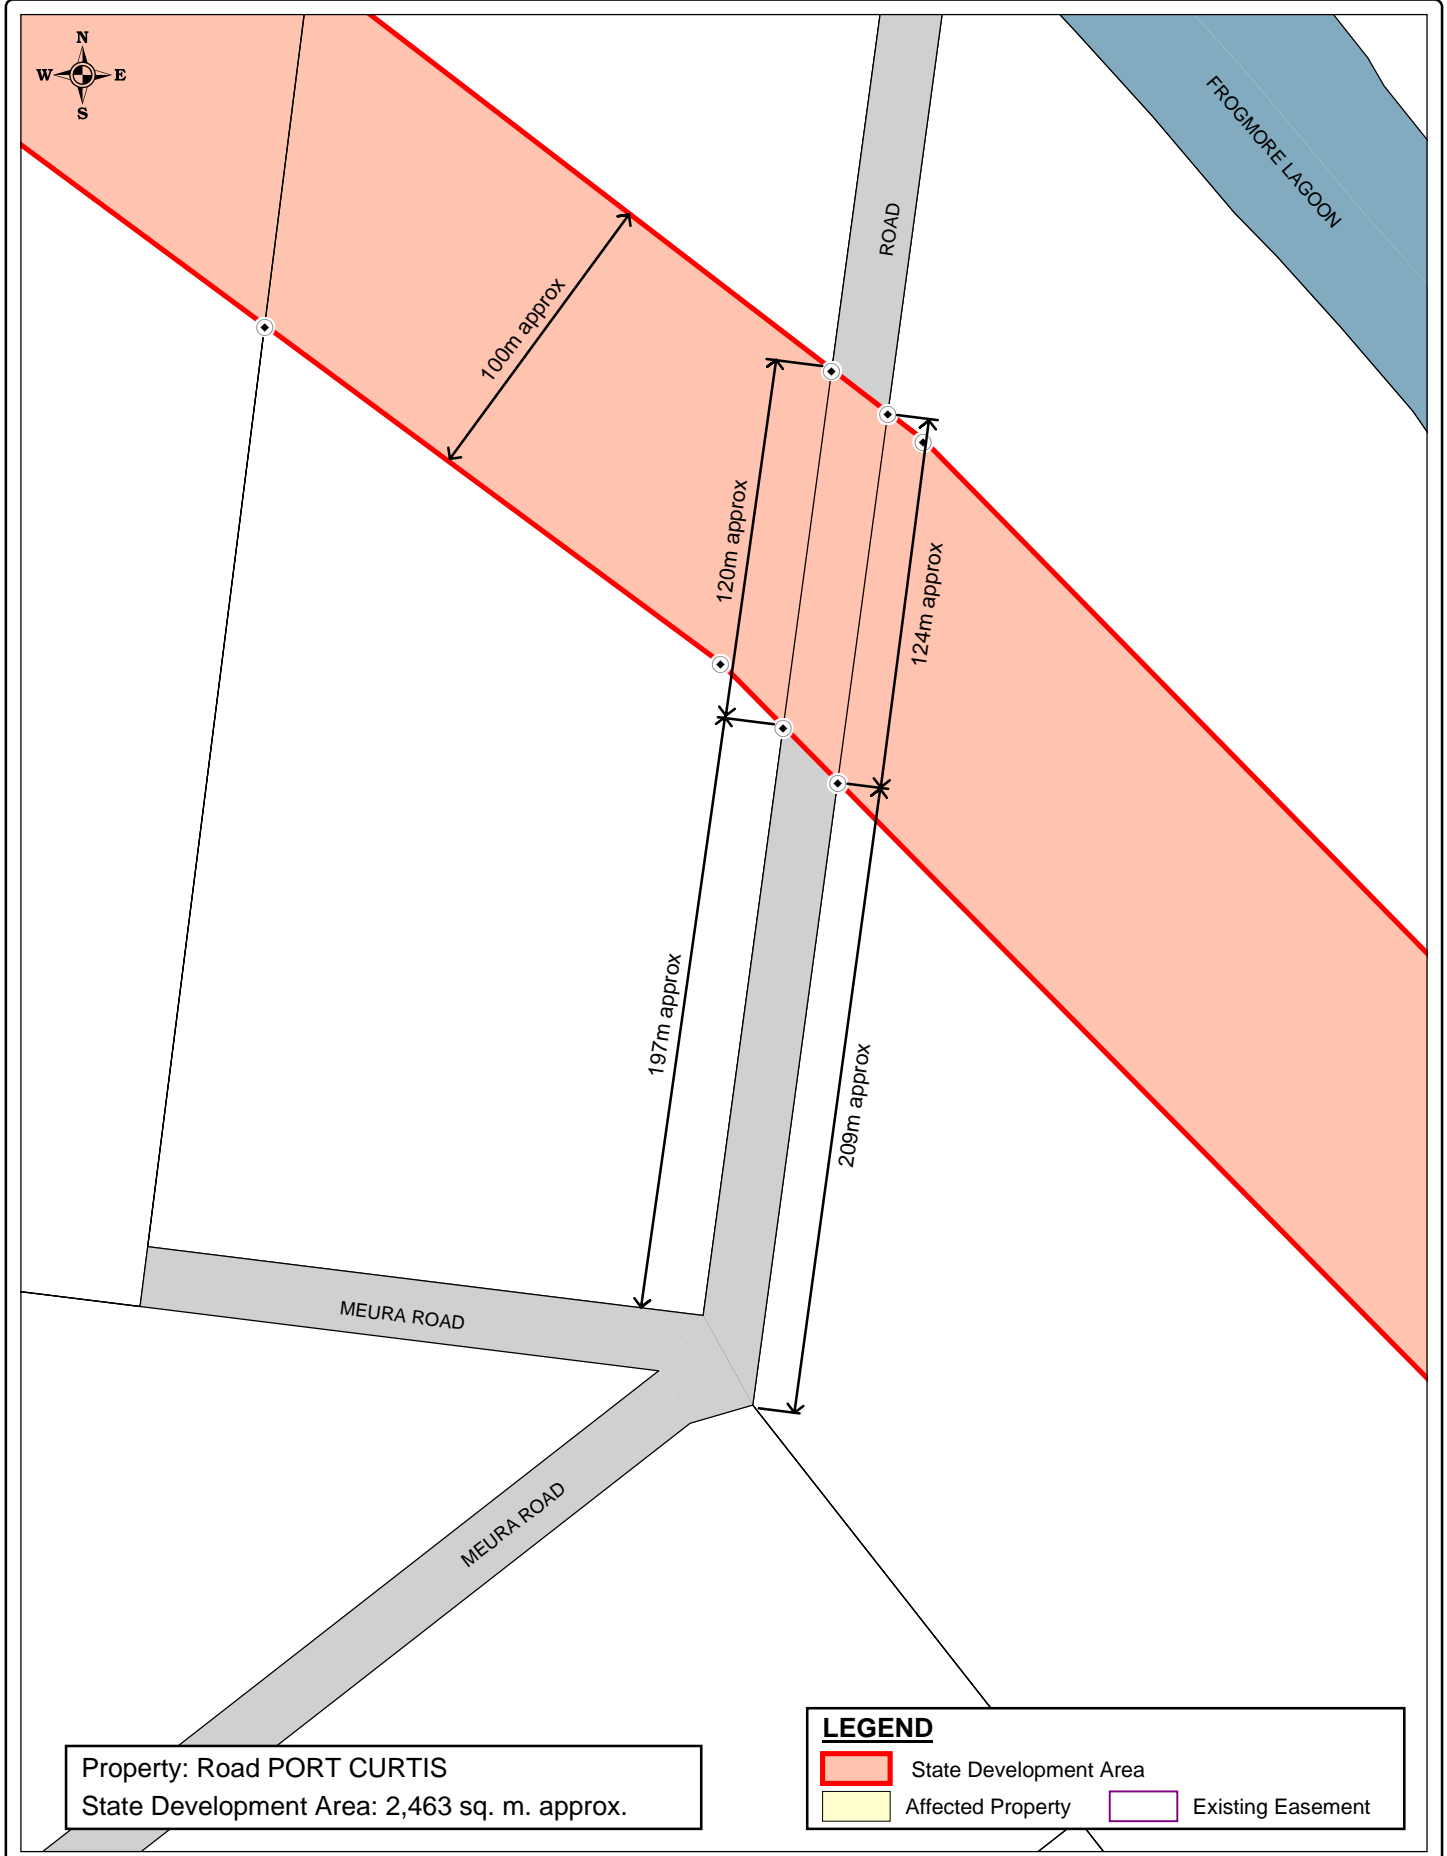 N
W E
S
FROGMORE LAGOON
ROAD
100m approx
120m approx
124m approx
197m approx
209m approx
MEURA ROAD
MEURA ROAD
Property: Road PORT CURTIS
State Development Area: 2,463 sq. m. approx.
LEGEND
State Development Area
Affected Property
Existing Easement